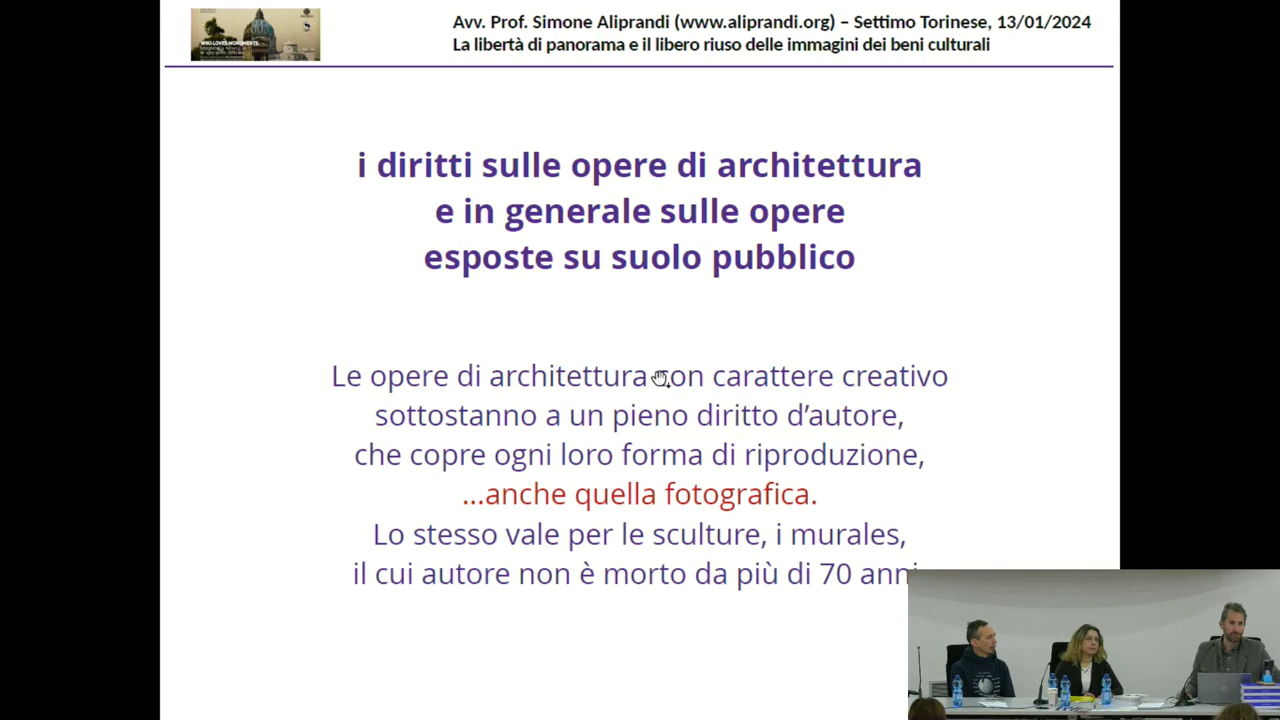 Avv. Prof. Simone Aliprandi (www.aliprandi.org) – Settimo Torinese, 13/01/2024
La libertà di panorama e il libero riuso delle immagini dei beni culturali
WIKI LOVES MONUMENTS
i diritti sulle opere di architettura
e in generale sulle opere
esposte su suolo pubblico
Le opere di architettura con carattere creativo
sottostanno a un pieno diritto d’autore,
che copre ogni loro forma di riproduzione,
...anche quella fotografica.
Lo stesso vale per le sculture, i murales,
il cui autore non è morto da più di 70 anni